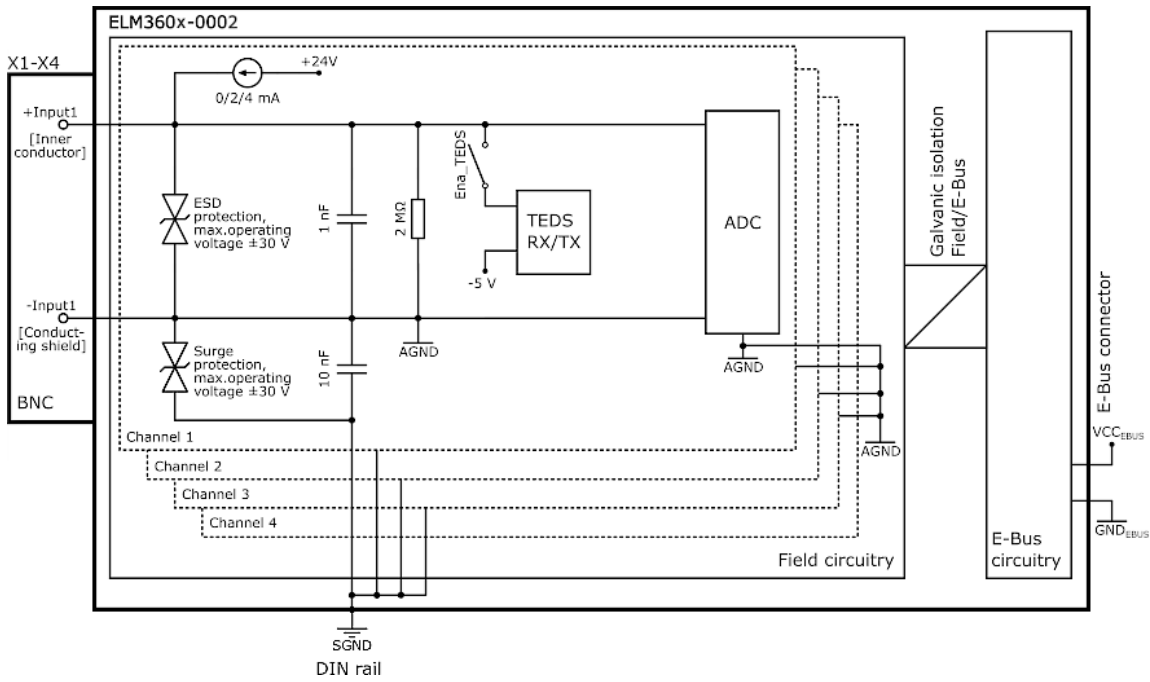 ELM360x-0002
X1-X4
+24V
0/2/4 mA
+Input1
[Inner
conductor]
ESD
protection,
max.operating
voltage ±30 V
1 nF
2 MΩ
Ena_TEDS
TEDS
RX/TX
-5 V
ADC
Galvanic isolation
Field/E-Bus
-Input1
[Conduct-
ing shield]
AGND
Surge
protection,
max.operating
voltage ±30 V
10 nF
AGND
BNC
AGND
E-Bus connector
VCCEBUS
GNDEBUS
Channel 1
Channel 2
Channel 3
Channel 4
Field circuitry
E-Bus
circuitry
SGND
DIN rail